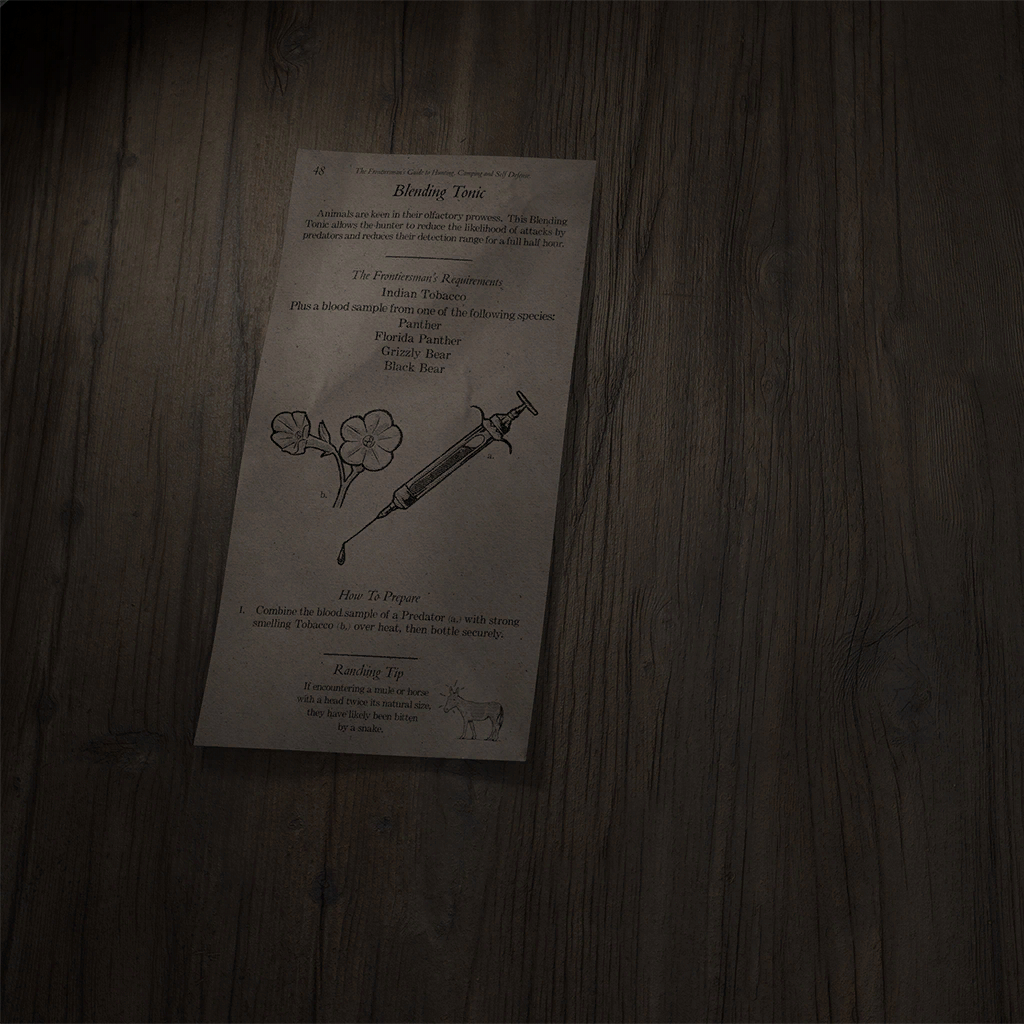 48
The Frontiersman's Guide to Hunting, Camping and Self Defense
Blending Tonic
Animals are keen in their olfactory prowess. This Blending
Tonic allows the hunter to reduce the likelihood of attacks by
predators and reduces their detection range for a full half hour.
The Frontiersman's Requirements
Indian Tobacco
Plus a blood sample from one of the following species:
Panther
Florida Panther
Grizzly Bear
Black Bear
a.
b.
How To Prepare
1. Combine the blood sample of a Predator (a.) with strong
smelling Tobacco (b.) over heat, then bottle securely.
Ranching Tip
If encountering a mule or horse
with a head twice its natural size,
they have likely been bitten
by a snake.